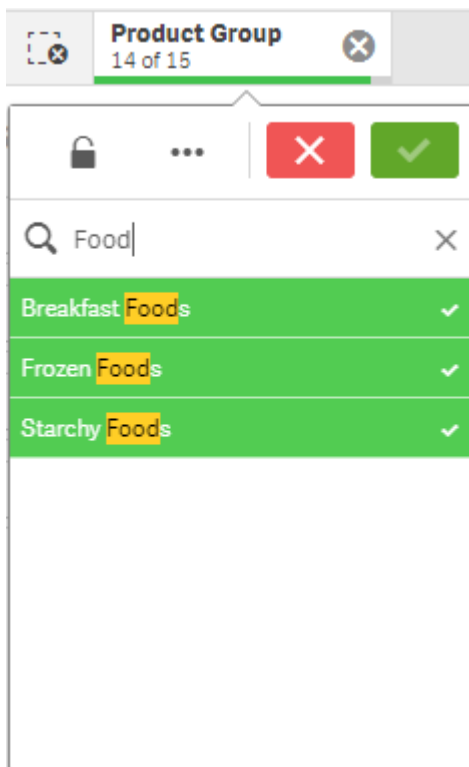 Product Group
14 of 15
Food
Breakfast Foods
Frozen Foods
Starchy Foods